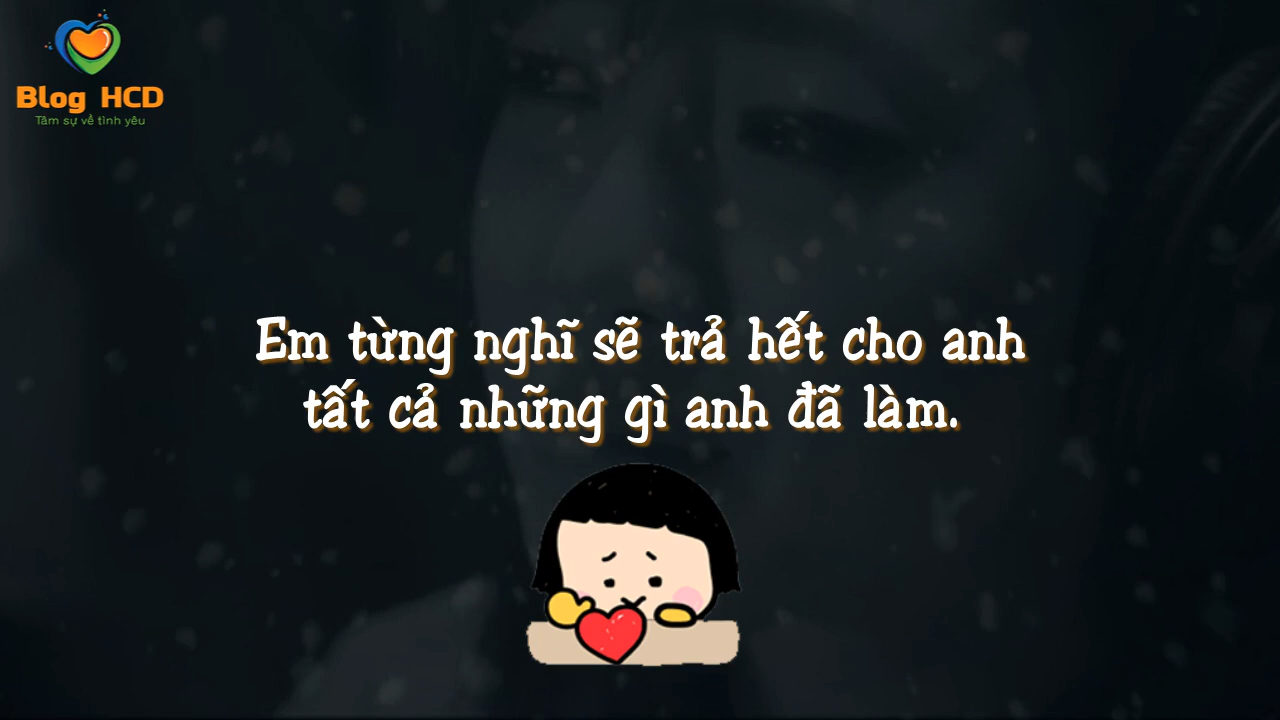 Blog HCD
Tâm sự về tình yêu
Em từng nghĩ sẽ trả hết cho anh
tất cả những gì anh đã làm.